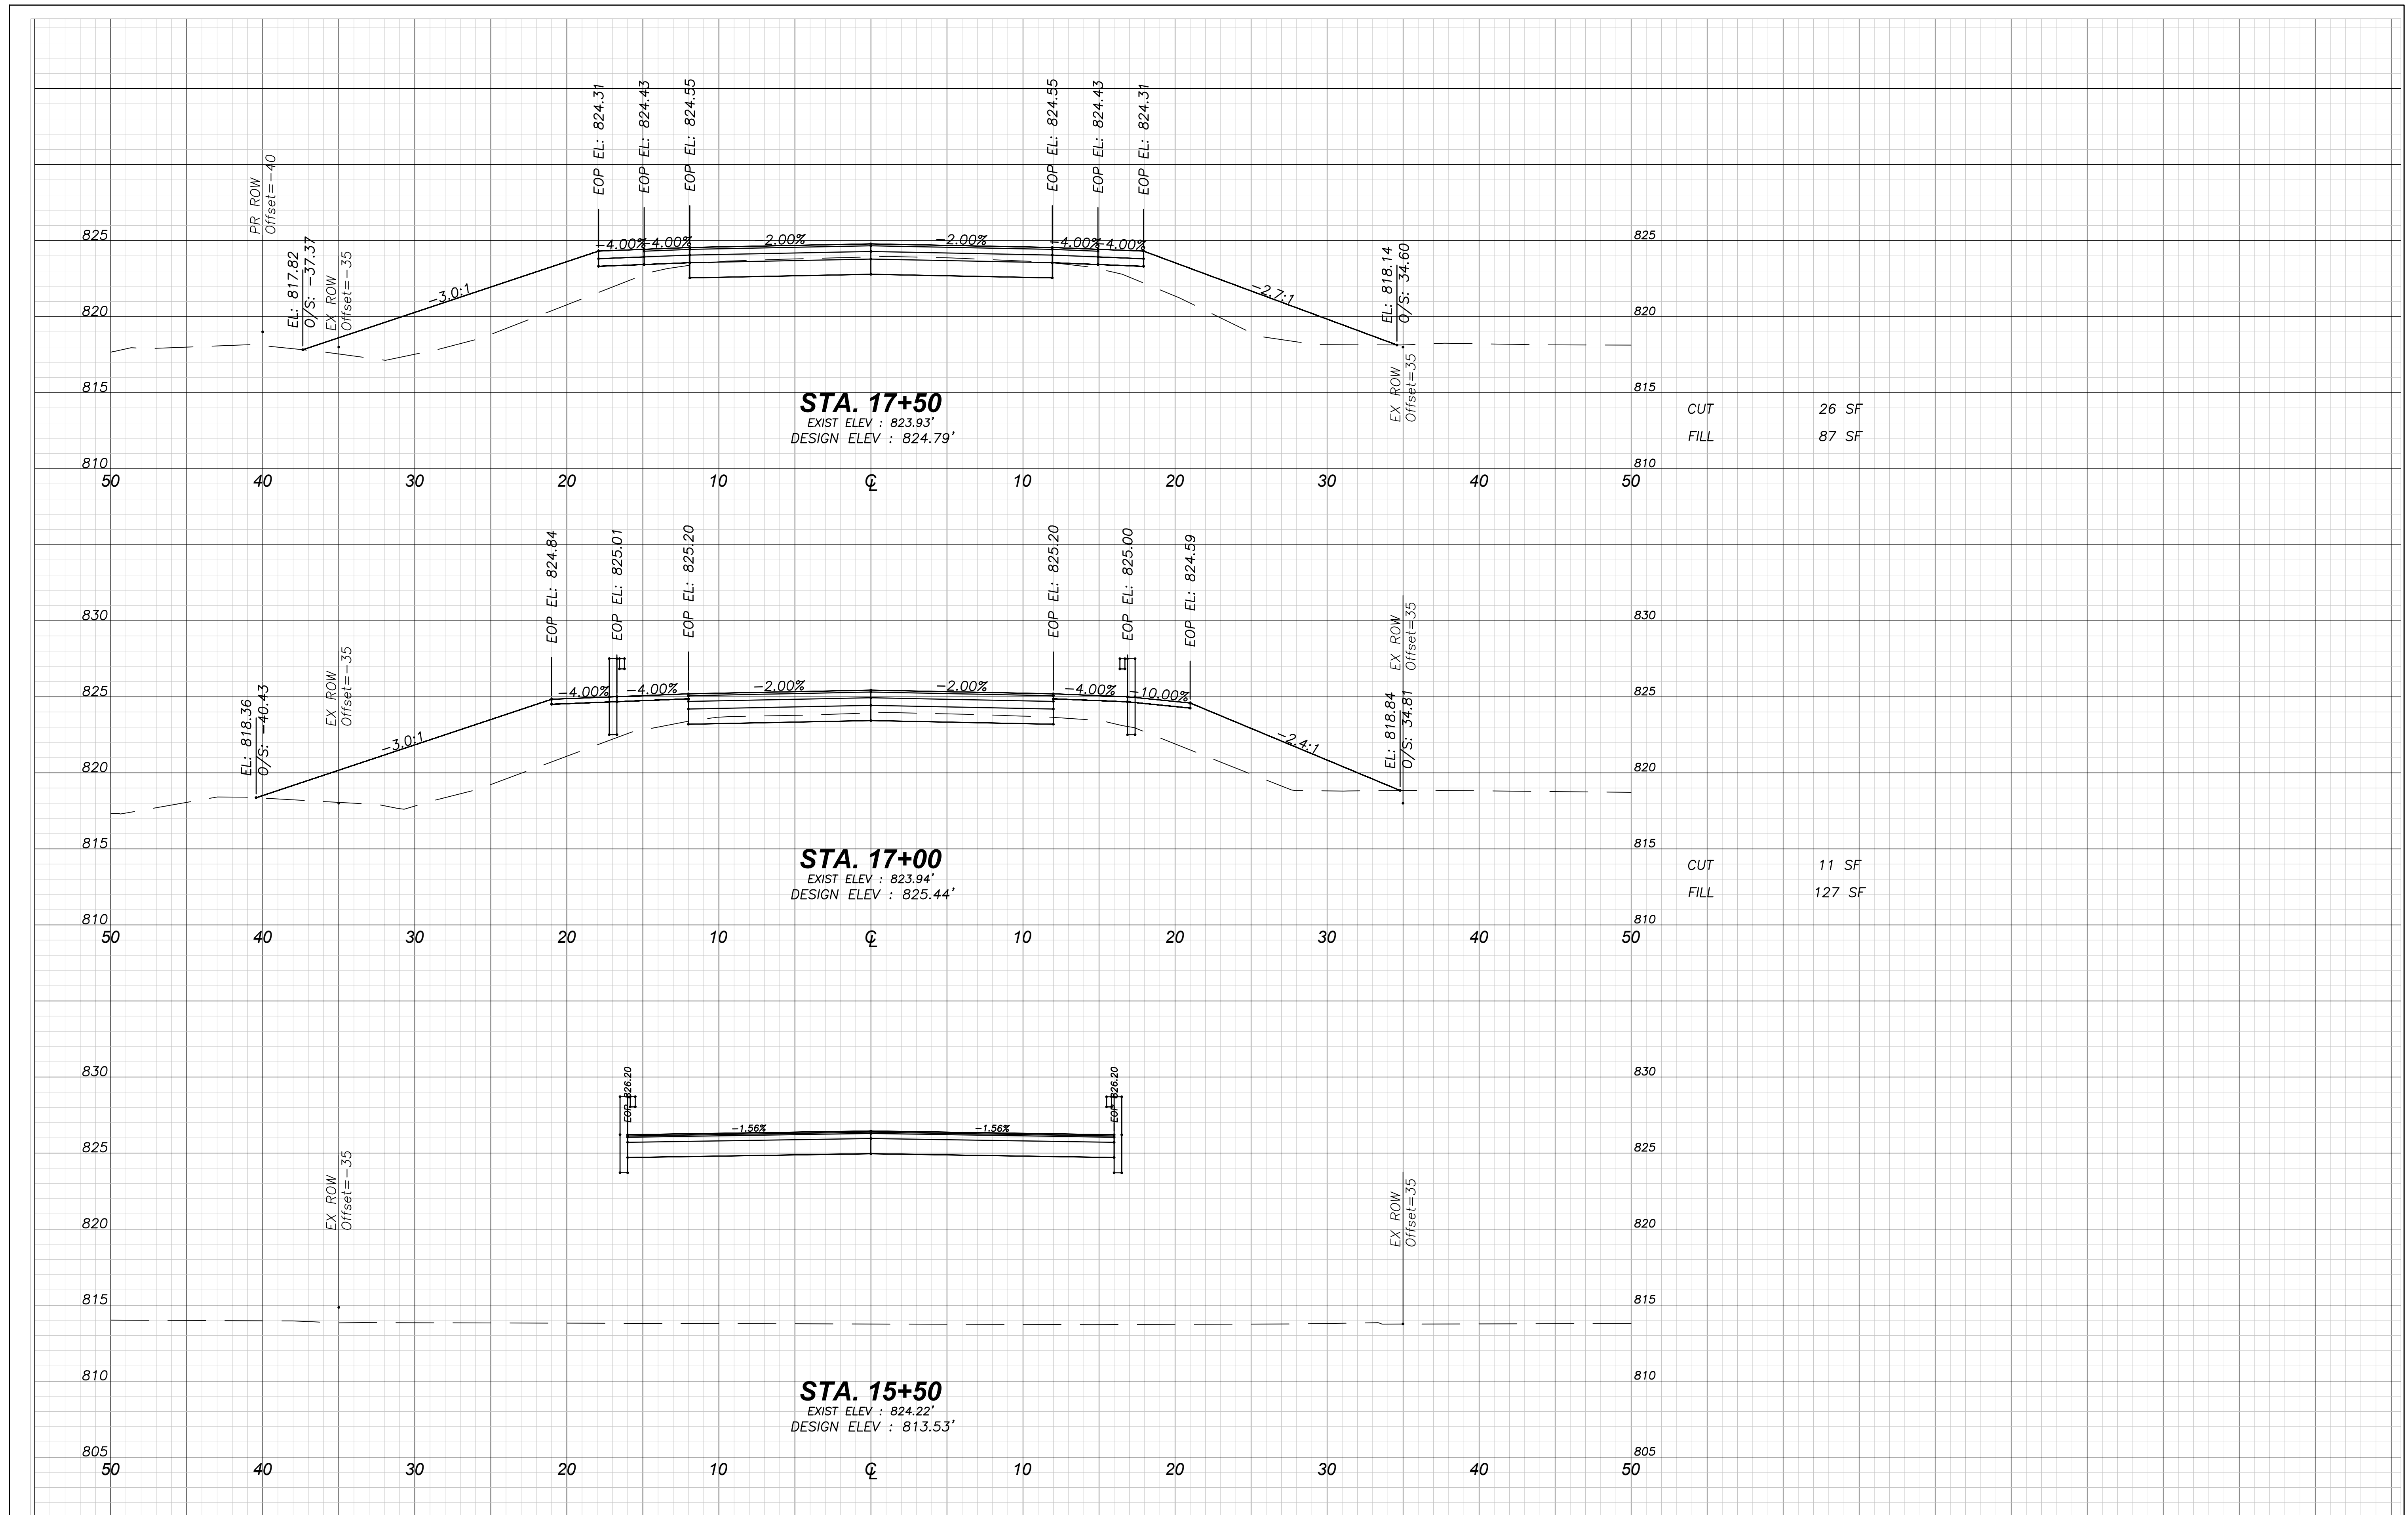 EOP EL: 824.31
EOP EL: 824.43
EOP EL: 824.55
EOP EL: 824.55
EOP EL: 824.43
EOP EL: 824.31
PR ROW
Offset=-40
EL: 817.82
O/S: -37.37
EX ROW
Offset=-35
-3.0:1
-4.00%
-4.00%
-2.00%
-2.00%
-4.00%
-4.00%
-2.7:1
EL: 818.14
O/S: 34.60
EX ROW
Offset=35
825 825
820 820
815 815
810 810
STA. 17+50
EXIST ELEV : 823.93'
DESIGN ELEV : 824.79'
CUT 26 SF
FILL 87 SF
50 40 30 20 10 ℄ 10 20 30 40 50
EOP EL: 824.84
EOP EL: 825.01
EOP EL: 825.20
EOP EL: 825.20
EOP EL: 825.00
EOP EL: 824.59
EL: 818.36
O/S: -40.43
EX ROW
Offset=-35
-3.0:1
-4.00%
-4.00%
-2.00%
-2.00%
-4.00%
-10.00%
-2.4:1
EL: 818.84
O/S: 34.81
EX ROW
Offset=35
830 830
825 825
820 820
815 815
810 810
STA. 17+00
EXIST ELEV : 823.94'
DESIGN ELEV : 825.44'
CUT 11 SF
FILL 127 SF
50 40 30 20 10 ℄ 10 20 30 40 50
EOP 826.20
EOP 826.20
-1.56%
-1.56%
EX ROW
Offset=-35
EX ROW
Offset=35
830 830
825 825
820 820
815 815
810 810
805 805
STA. 15+50
EXIST ELEV : 824.22'
DESIGN ELEV : 813.53'
50 40 30 20 10 ℄ 10 20 30 40 50